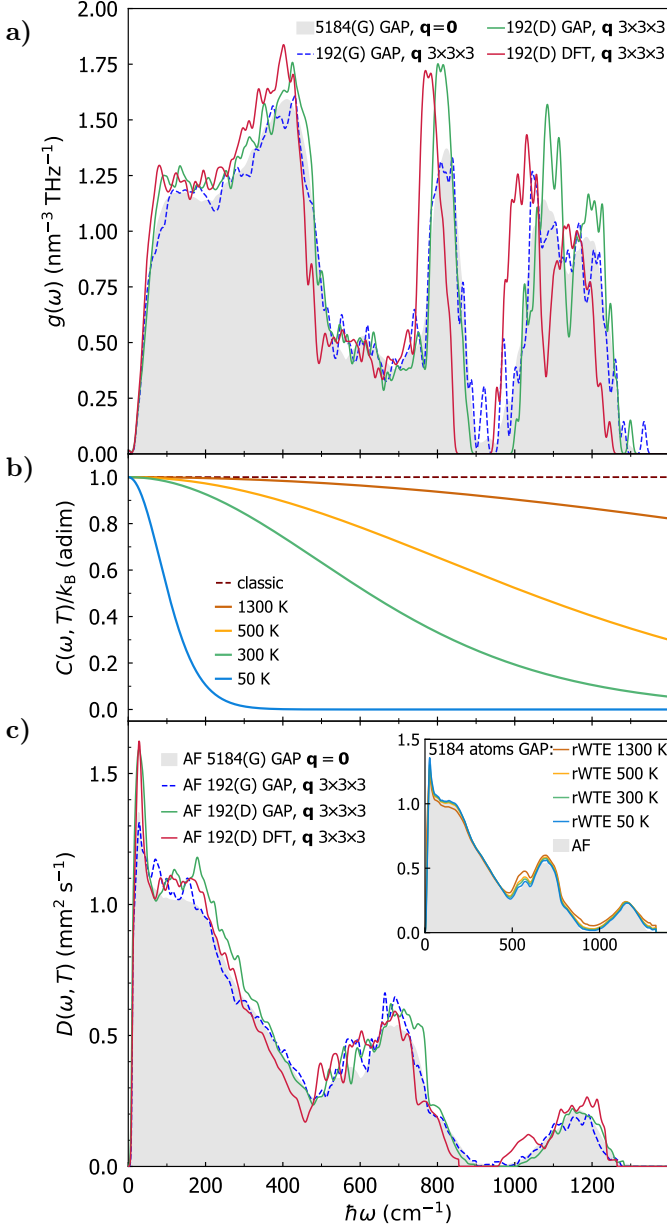 a)
5184(G) GAP, q=0
192(G) GAP, q 3×3×3
192(D) GAP, q 3×3×3
192(D) DFT, q 3×3×3
g(ω) (nm⁻³ THz⁻¹)
1.75
1.50
1.25
1.00
0.75
0.50
0.25
0.00
b)
C(ω, T)/k_B (adim)
1.0
0.8
0.6
0.4
0.2
0.0
classic
1300 K
500 K
300 K
50 K
c)
D(ω, T) (mm² s⁻¹)
1.5
1.0
0.5
0.0
AF 5184(G) GAP q = 0
AF 192(G) GAP, q 3×3×3
AF 192(D) GAP, q 3×3×3
AF 192(D) DFT, q 3×3×3
5184 atoms GAP:
rWTE 1300 K
rWTE 500 K
rWTE 300 K
rWTE 50 K
AF
1.5
1.0
0.5
0.0
0 500 1000
0 200 400 600 800 1000 1200
ħω (cm⁻¹)